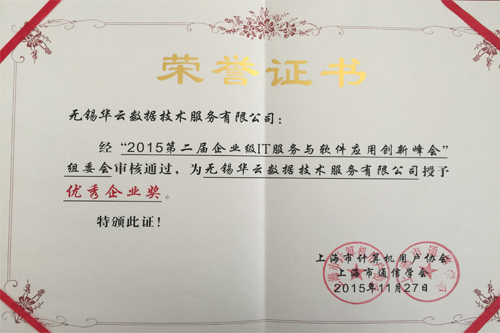 荣誉证书
无锡华云数据技术服务有限公司:
经“2015第二届企业级IT服务与软件应用创新峰会”
组委会审核通过，为无锡华云数据技术服务有限公司授予
优秀企业奖。
特颁此证!
上海市计算机用户协会
上海市通信学会
2015年11月27日